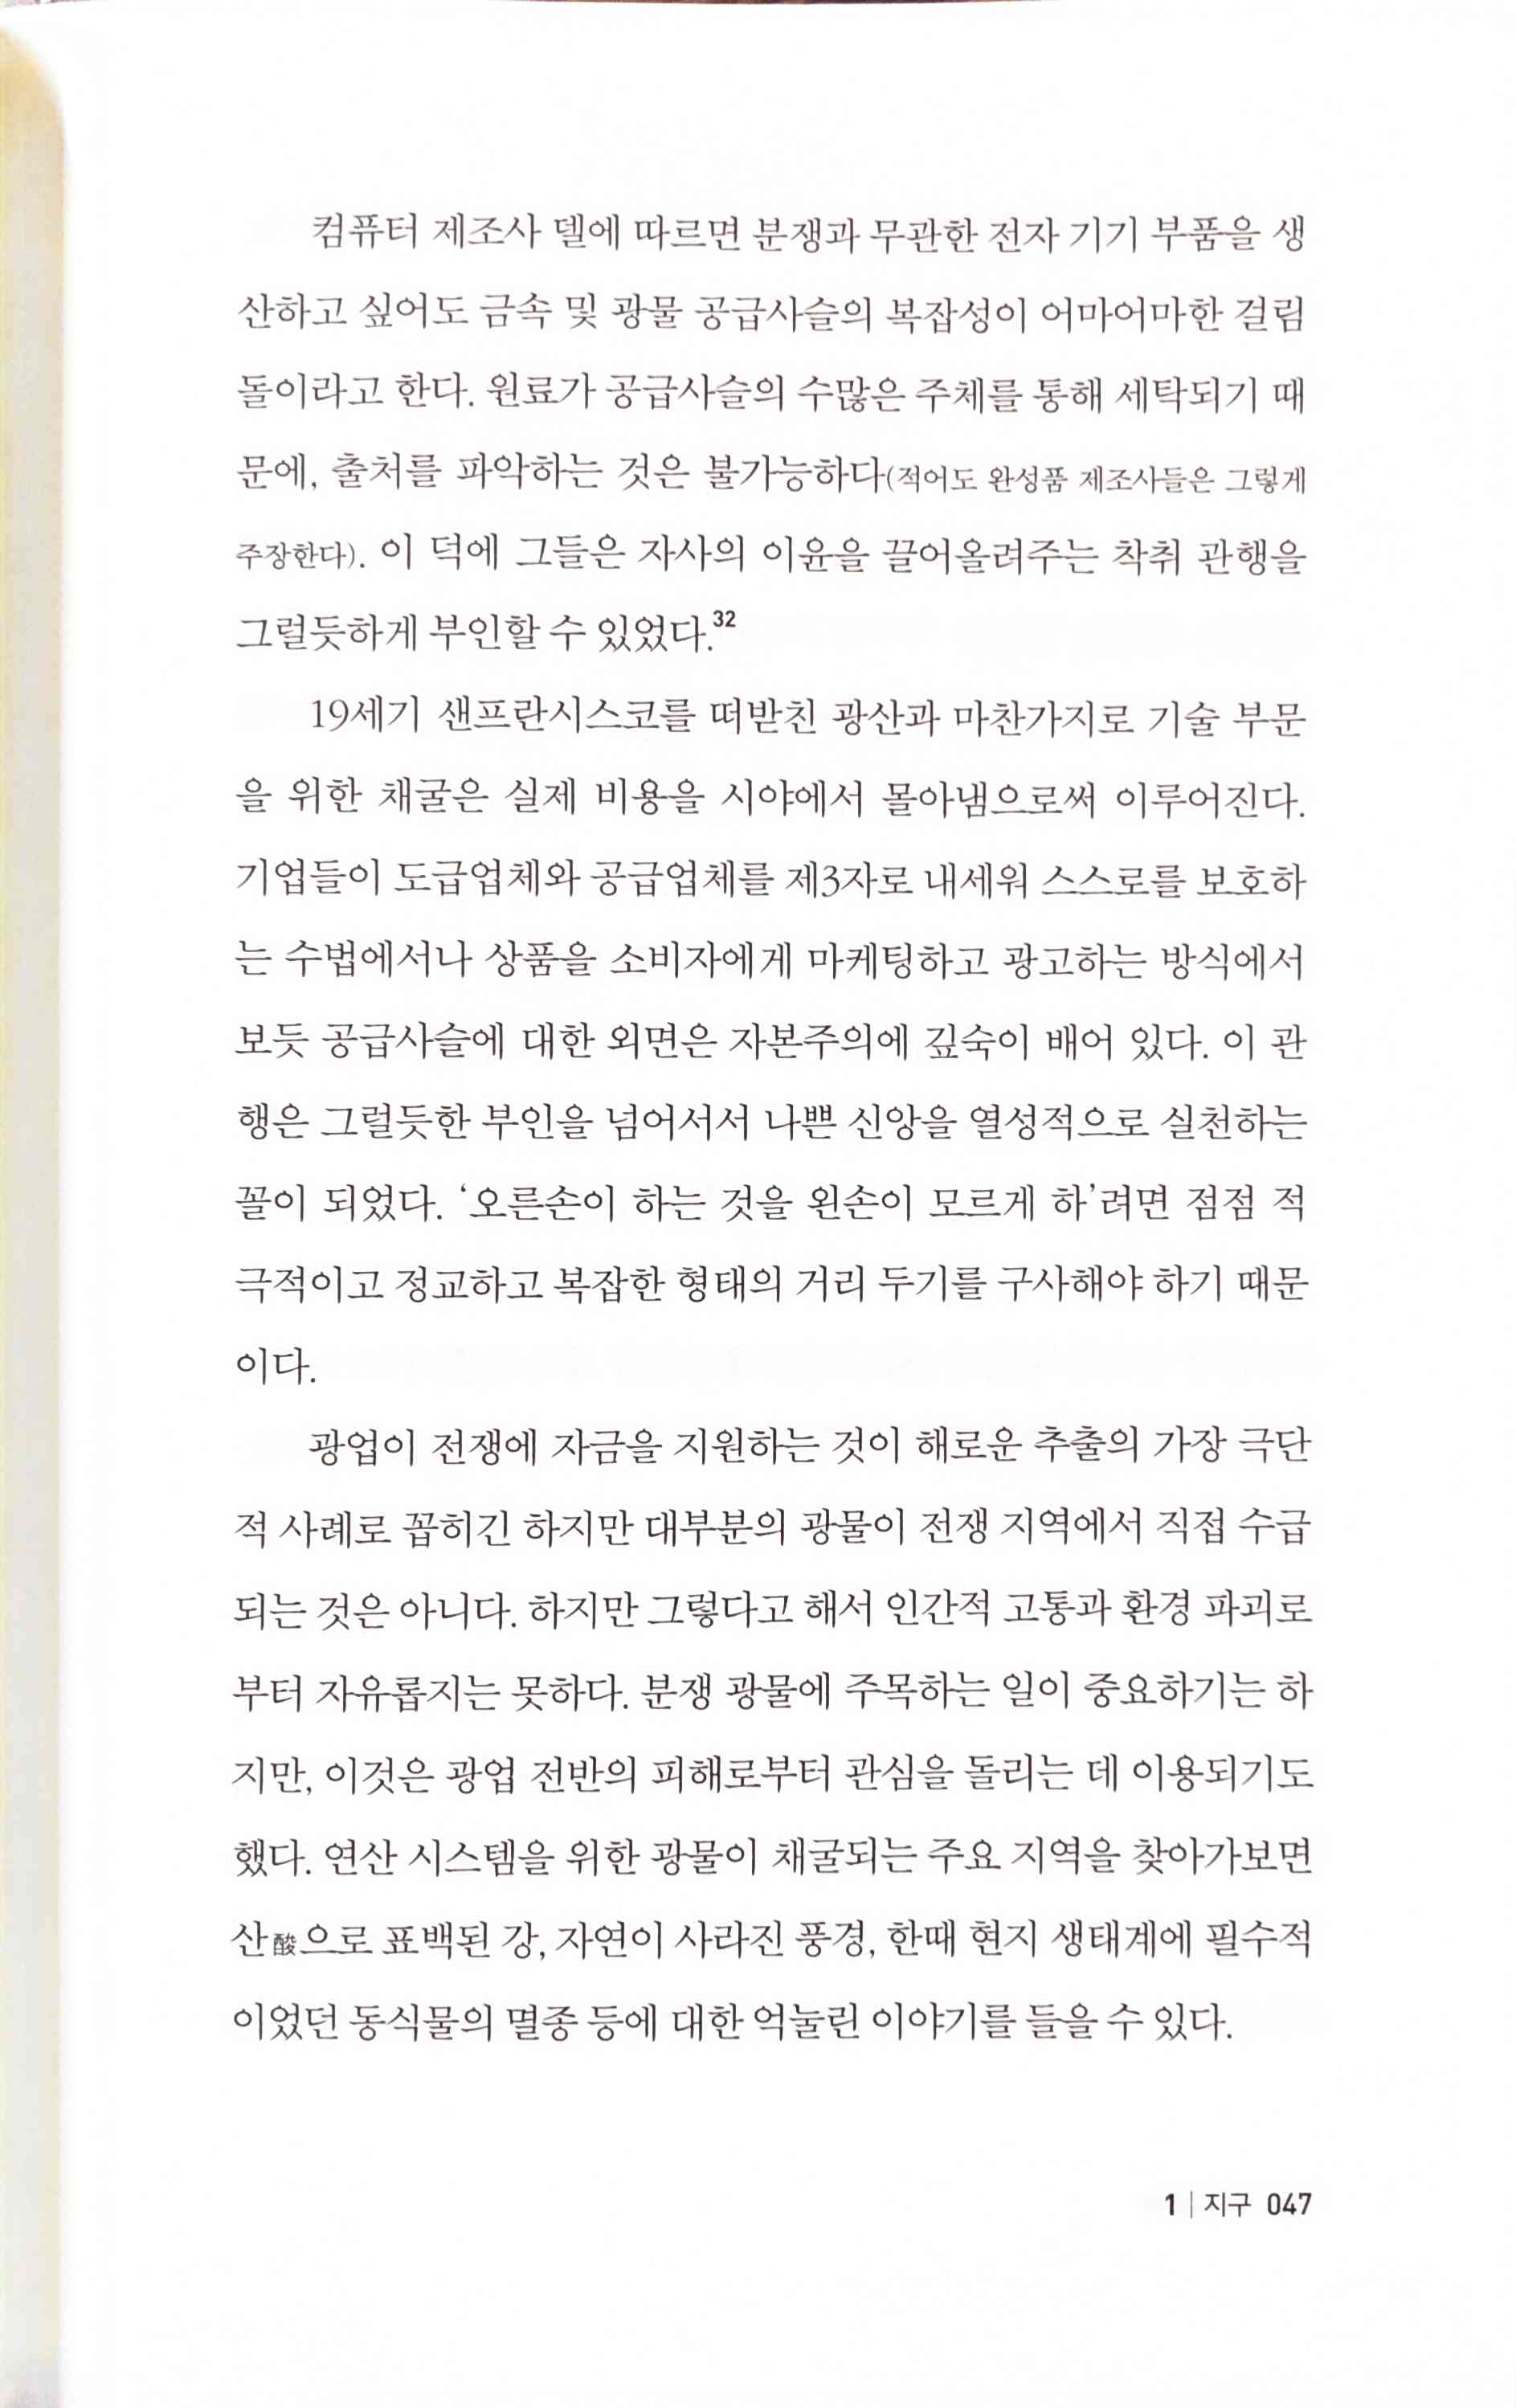 컴퓨터 제조사 델에 따르면 분쟁과 무관한 전자 기기 부품을 생
산하고 싶어도 금속 및 광물 공급사슬의 복잡성이 어마어마한 걸림
돌이라고 한다. 원료가 공급사슬의 수많은 주체를 통해 세탁되기 때
문에, 출처를 파악하는 것은 불가능하다(적어도 완성품 제조사들은 그렇게
주장한다). 이 덕에 그들은 자사의 이윤을 끌어올려주는 착취 관행을
그럴듯하게 부인할 수 있었다.32
19세기 샌프란시스코를 떠받친 광산과 마찬가지로 기술 부문
을 위한 채굴은 실제 비용을 시야에서 몰아냄으로써 이루어진다.
기업들이 도급업체와 공급업체를 제3자로 내세워 스스로를 보호하
는 수법에서나 상품을 소비자에게 마케팅하고 광고하는 방식에서
보듯 공급사슬에 대한 외면은 자본주의에 깊숙이 배어 있다. 이 관
행은 그럴듯한 부인을 넘어서서 나쁜 신앙을 열성적으로 실천하는
꼴이 되었다. ‘오른손이 하는 것을 왼손이 모르게 하’려면 점점 적
극적이고 정교하고 복잡한 형태의 거리 두기를 구사해야 하기 때문
이다.
광업이 전쟁에 자금을 지원하는 것이 해로운 추출의 가장 극단
적 사례로 꼽히긴 하지만 대부분의 광물이 전쟁 지역에서 직접 수급
되는 것은 아니다. 하지만 그렇다고 해서 인간적 고통과 환경 파괴로
부터 자유롭지는 못하다. 분쟁 광물에 주목하는 일이 중요하기는 하
지만, 이것은 광업 전반의 피해로부터 관심을 돌리는 데 이용되기도
했다. 연산 시스템을 위한 광물이 채굴되는 주요 지역을 찾아가보면
산酸으로 표백된 강, 자연이 사라진 풍경, 한때 현지 생태계에 필수적
이었던 동식물의 멸종 등에 대한 억눌린 이야기를 들을 수 있다.
1 | 지구 047